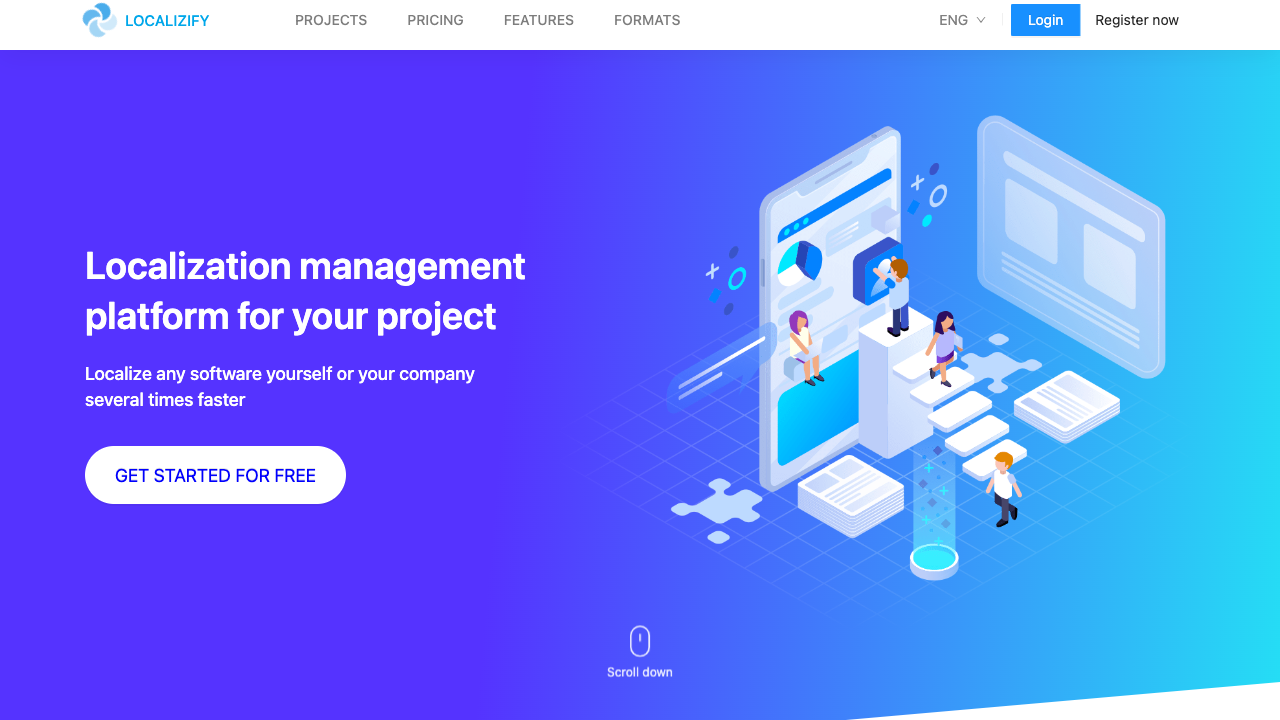 LOCALIZIFY
PROJECTS
PRICING
FEATURES
FORMATS
ENG
Login
Register now
Localization management
platform for your project
Localize any software yourself or your company
several times faster
GET STARTED FOR FREE
Scroll down